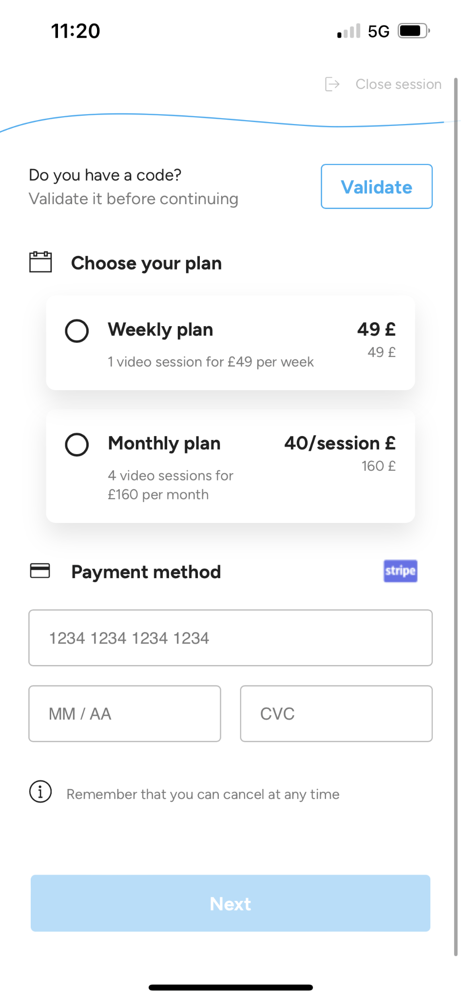 11:20
5G
Close session
Do you have a code?
Validate it before continuing
Validate
Choose your plan
Weekly plan
49 £
49 £
1 video session for £49 per week
Monthly plan
40/session £
160 £
4 video sessions for
£160 per month
Payment method
stripe
1234 1234 1234 1234
MM / AA
CVC
Remember that you can cancel at any time
Next